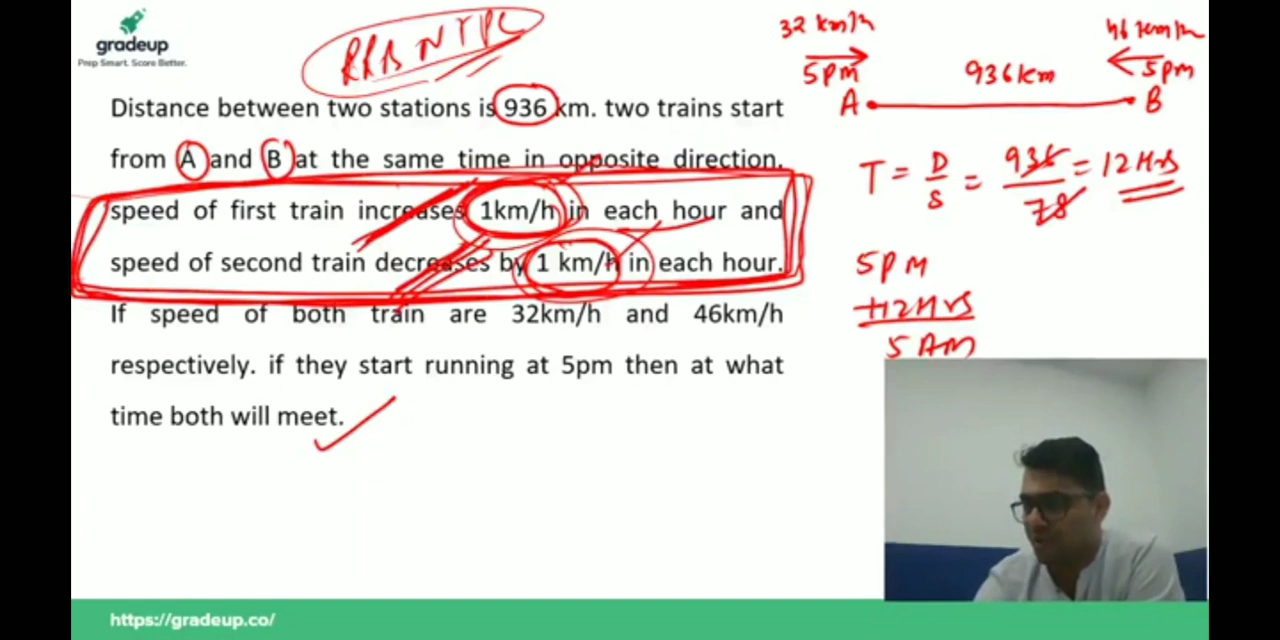 gradeup
Prep Smart. Score Better.
RRB NTPC
Distance between two stations is 936 km. two trains start
from A and B at the same time in opposite direction.
speed of first train increases 1km/h in each hour and
speed of second train decreases by 1 km/h in each hour.
If speed of both train are 32km/h and 46km/h
respectively. if they start running at 5pm then at what
time both will meet.
32 km/h 46 km/h
5pm 936 km 5pm
A B
T = D/S = 936/78 = 12 Hrs
5PM
+12Hrs
5 AM
https://gradeup.co/